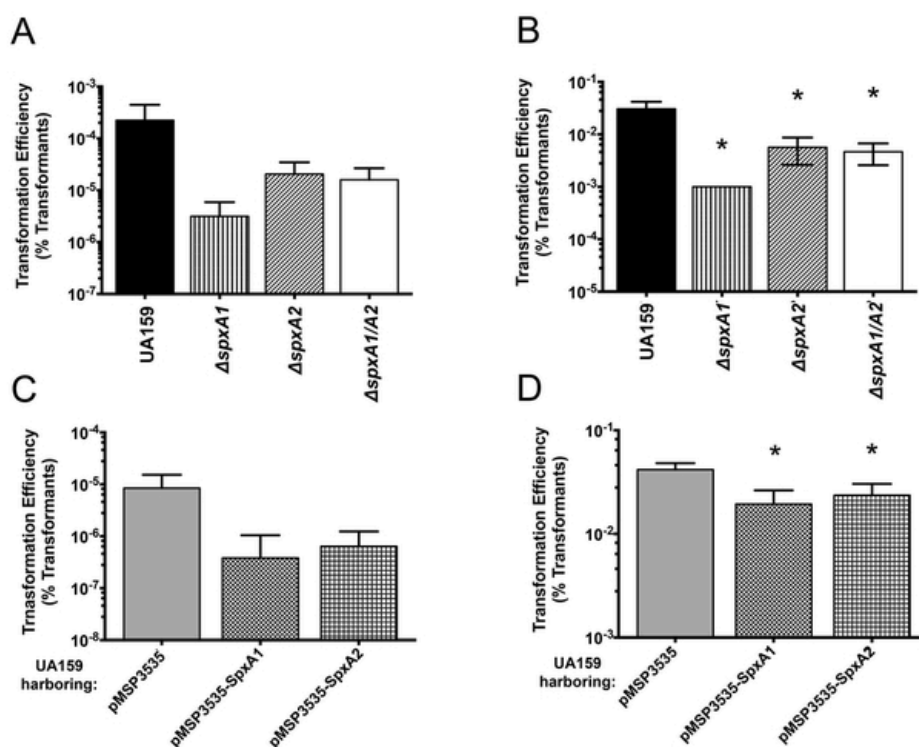 A
Transformation Efficiency
(% Transformants)
10⁻³
10⁻⁴
10⁻⁵
10⁻⁶
10⁻⁷
UA159
ΔspxA1
ΔspxA2
ΔspxA1/A2
B
Transformation Efficiency
(% Transformants)
10⁻¹
10⁻²
10⁻³
10⁻⁴
10⁻⁵
*
*
*
UA159
ΔspxA1
ΔspxA2
ΔspxA1/A2
C
Trnasformation Efficiency
(% Transformants)
10⁻⁴
10⁻⁵
10⁻⁶
10⁻⁷
10⁻⁸
UA159
harboring:
pMSP3535
pMSP3535-SpxA1
pMSP3535-SpxA2
D
Transformation Efficiency
(% Transformants)
10⁻¹
10⁻²
10⁻³
*
*
UA159
harboring:
pMSP3535
pMSP3535-SpxA1
pMSP3535-SpxA2